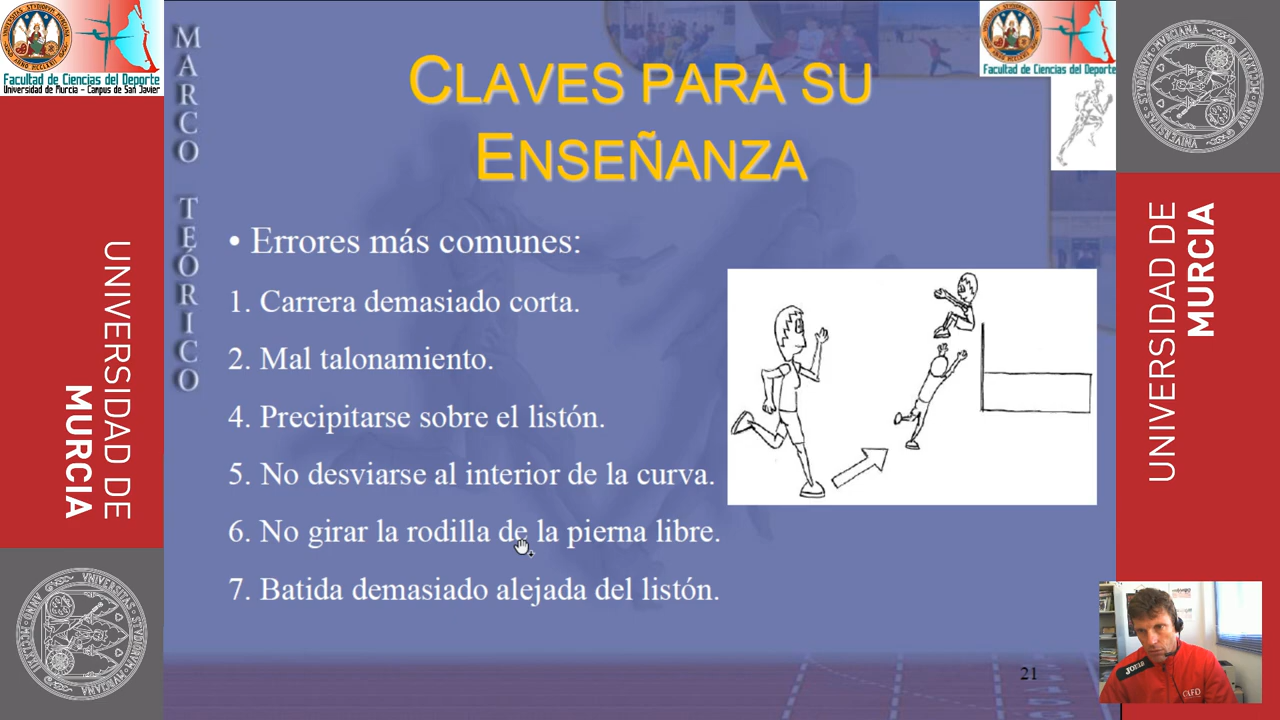 Facultad de Ciencias del Deporte
Universidad de Murcia - Campus de San Javier
UNIVERSIDAD DE
MURCIA
MARCO TEÓRICO
CLAVES PARA SU
ENSEÑANZA
• Errores más comunes:
1. Carrera demasiado corta.
2. Mal talonamiento.
4. Precipitarse sobre el listón.
5. No desviarse al interior de la curva.
6. No girar la rodilla de la pierna libre.
7. Batida demasiado alejada del listón.
21
Facultad de Ciencias del Deporte
UNIVERSIDAD DE
MURCIA
JOMA